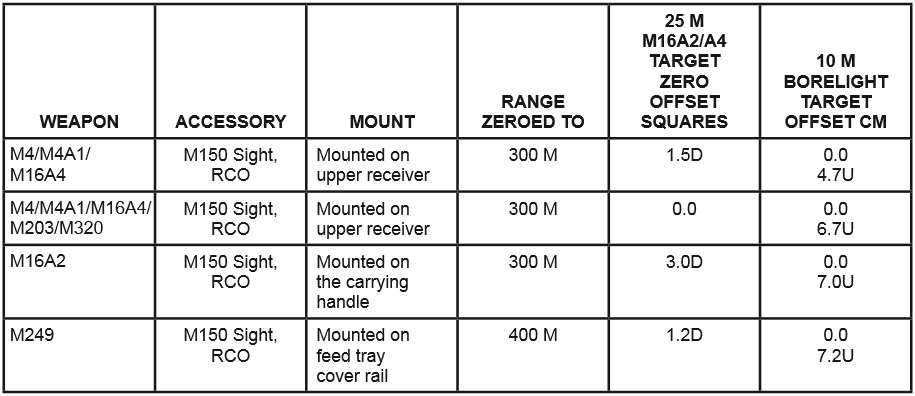 WEAPON
ACCESSORY
MOUNT
RANGE
ZEROED TO
25 M
M16A2/A4
TARGET
ZERO
OFFSET
SQUARES
10 M
BORELIGHT
TARGET
OFFSET CM
M4/M4A1/
M16A4
M150 Sight,
RCO
Mounted on
upper receiver
300 M
1.5D
0.0
4.7U
M4/M4A1/M16A4/
M203/M320
M150 Sight,
RCO
Mounted on
upper receiver
300 M
0.0
0.0
6.7U
M16A2
M150 Sight,
RCO
Mounted on
the carrying
handle
300 M
3.0D
0.0
7.0U
M249
M150 Sight,
RCO
Mounted on
feed tray
cover rail
400 M
1.2D
0.0
7.2U